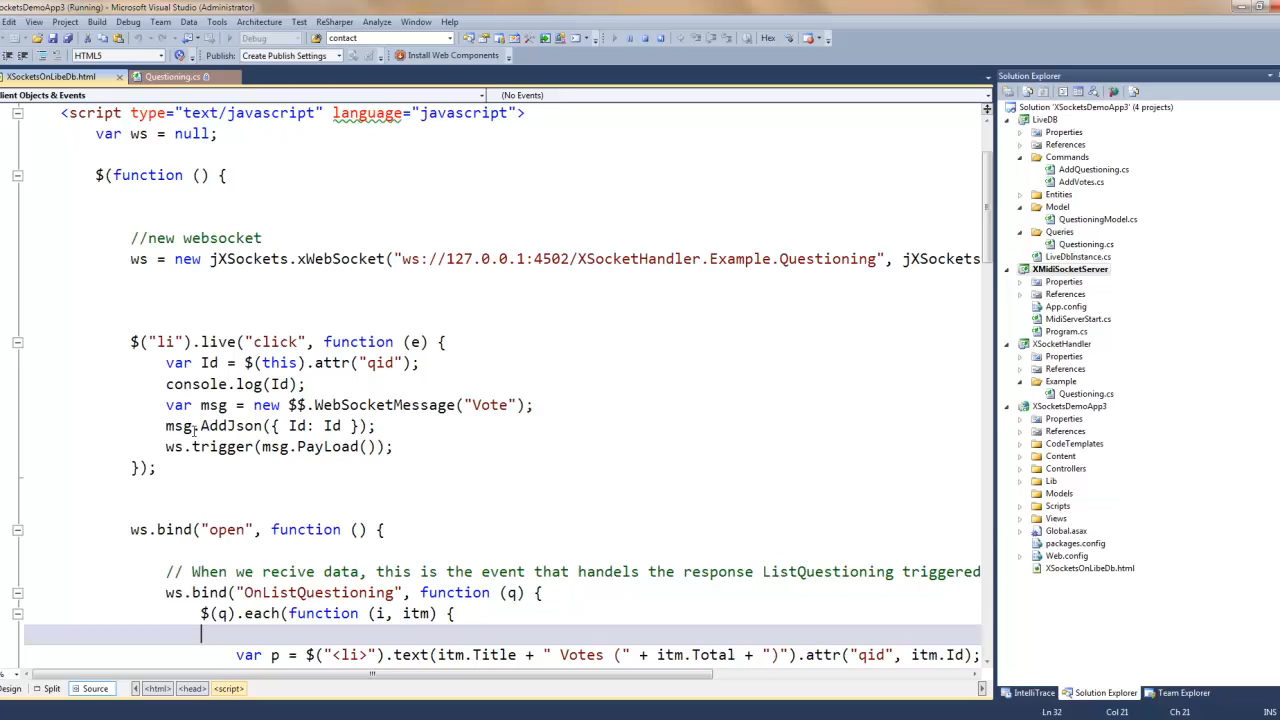 ocketsDemoApp3 (Running) - Microsoft Visual Studio (Administrator)
Edit View Project Build Debug Team Data Tools Architecture Test ReSharper Analyze Window Help
Debug contact Hex
HTML5 Publish: Create Publish Settings Install Web Components
XSocketsOnLibeDb.html Questioning.cs
lient Objects & Events (No Events)
<script type="text/javascript" language="javascript">
var ws = null;
$(function () {
//new websocket
ws = new jXSockets.xWebSocket("ws://127.0.0.1:4502/XSocketHandler.Example.Questioning", jXSockets
$("li").live("click", function (e) {
var Id = $(this).attr("qid");
console.log(Id);
var msg = new $$.WebSocketMessage("Vote");
msg.AddJson({ Id: Id });
ws.trigger(msg.PayLoad());
});
ws.bind("open", function () {
// When we recive data, this is the event that handels the response ListQuestioning triggered
ws.bind("OnListQuestioning", function (q) {
$(q).each(function (i, itm) {
var p = $("<li>").text(itm.Title + " Votes (" + itm.Total + ")").attr("qid", itm.Id);
%
Design Split Source <html> <head> <script>
Solution Explorer
Solution 'XSocketsDemoApp3' (4 projects)
LiveDB
Properties
References
Commands
AddQuestioning.cs
AddVotes.cs
Entities
Model
QuestioningModel.cs
Queries
Questioning.cs
LiveDbInstance.cs
XMidiSocketServer
Properties
References
App.config
MidiServerStart.cs
Program.cs
XSocketHandler
Properties
References
Example
Questioning.cs
XSocketsDemoApp3
Properties
References
CodeTemplates
Content
Controllers
Lib
Models
Scripts
Views
Global.asax
packages.config
Web.config
XSocketsOnLibeDb.html
IntelliTrace Solution Explorer Team Explorer
Ln 32 Col 21 Ch 21 INS